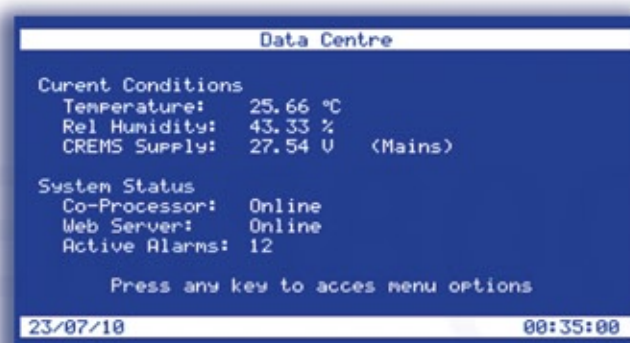 Data Centre
Curent Conditions
Temperature: 25.66 °C
Rel Humidity: 43.33 %
CREMS Supply: 27.54 V (Mains)
System Status
Co-Processor: Online
Web Server: Online
Active Alarms: 12
Press any key to acces menu options
23/07/10 00:35:00